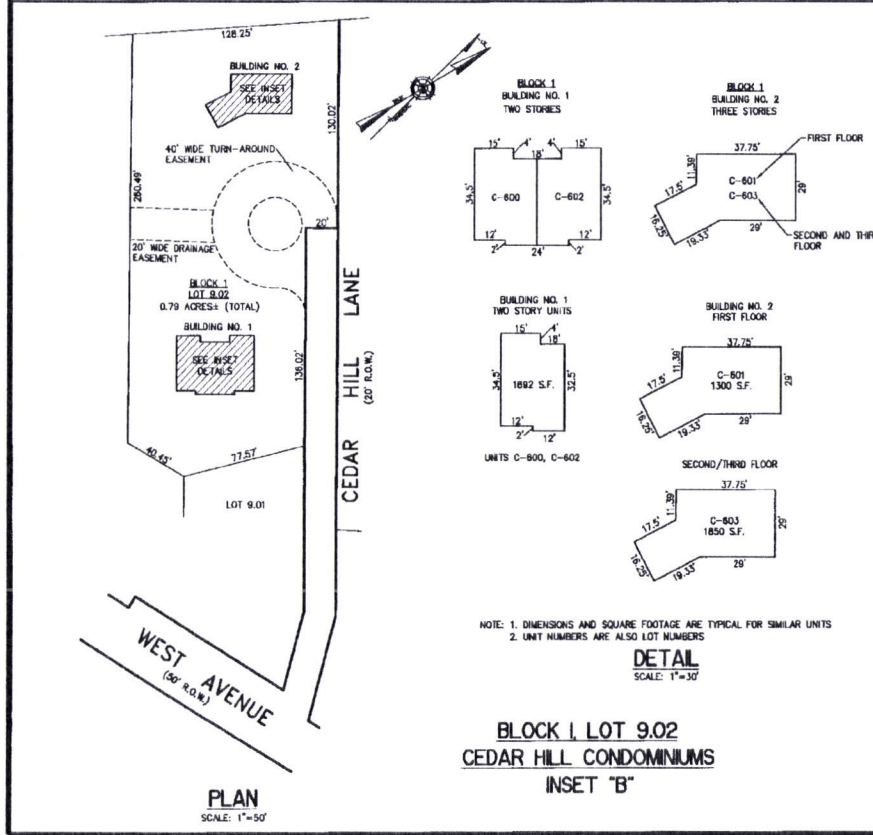 128.25'
BUILDING NO. 2
SEE INSET
DETAILS
130.02'
40' WIDE TURN-AROUND
EASEMENT
260.49'
20'
20' WIDE DRAINAGE
EASEMENT
BLOCK 1
LOT 9.02
0.79 ACRES± (TOTAL)
BUILDING NO. 1
SEE INSET
DETAILS
136.02'
CEDAR HILL LANE
(20' R.O.W.)
40.45'
77.57'
LOT 9.01
WEST AVENUE
(50' R.O.W.)
PLAN
SCALE: 1"=50'
BLOCK 1
BUILDING NO. 1
TWO STORIES
15' 4' 4' 15'
18'
34.5' C-600 C-602 34.5'
12' 12'
2' 24' 2'
BLOCK 1
BUILDING NO. 2
THREE STORIES
37.75'
FIRST FLOOR
11.39'
C-601
17.5'
C-603
29'
16.25'
19.33'
29'
SECOND AND THIR
FLOOR
BUILDING NO. 1
TWO STORY UNITS
15' 4'
18'
34.5' 1692 S.F. 32.5'
12'
2' 12'
UNITS C-600, C-602
BUILDING NO. 2
FIRST FLOOR
37.75'
11.39'
C-601
17.5'
1300 S.F.
29'
16.25'
19.33'
29'
SECOND/THIRD FLOOR
37.75'
11.39'
C-603
17.5'
1850 S.F.
29'
16.25'
19.33'
29'
NOTE: 1. DIMENSIONS AND SQUARE FOOTAGE ARE TYPICAL FOR SIMILAR UNITS
2. UNIT NUMBERS ARE ALSO LOT NUMBERS
DETAIL
SCALE: 1"=30'
BLOCK 1, LOT 9.02
CEDAR HILL CONDOMINIUMS
INSET "B"